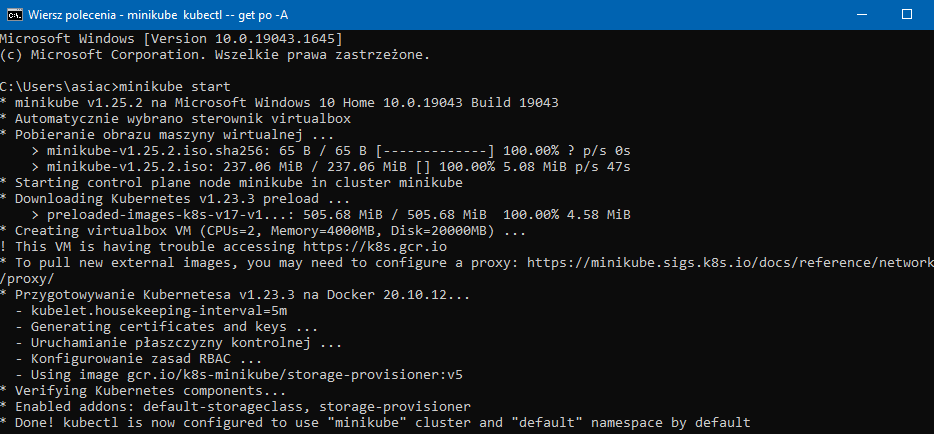 Wiersz polecenia - minikube kubectl -- get po -A
Microsoft Windows [Version 10.0.19043.1645]
(c) Microsoft Corporation. Wszelkie prawa zastrzeżone.
C:\Users\asiac>minikube start
* minikube v1.25.2 na Microsoft Windows 10 Home 10.0.19043 Build 19043
* Automatycznie wybrano sterownik virtualbox
* Pobieranie obrazu maszyny wirtualnej ...
> minikube-v1.25.2.iso.sha256: 65 B / 65 B [-------------] 100.00% ? p/s 0s
> minikube-v1.25.2.iso: 237.06 MiB / 237.06 MiB [] 100.00% 5.08 MiB p/s 47s
* Starting control plane node minikube in cluster minikube
* Downloading Kubernetes v1.23.3 preload ...
> preloaded-images-k8s-v17-v1...: 505.68 MiB / 505.68 MiB  100.00% 4.58 MiB
* Creating virtualbox VM (CPUs=2, Memory=4000MB, Disk=20000MB) ...
! This VM is having trouble accessing https://k8s.gcr.io
* To pull new external images, you may need to configure a proxy: https://minikube.sigs.k8s.io/docs/reference/network
/proxy/
* Przygotowywanie Kubernetesa v1.23.3 na Docker 20.10.12...
- kubelet.housekeeping-interval=5m
- Generating certificates and keys ...
- Uruchamianie płaszczyzny kontrolnej ...
- Konfigurowanie zasad RBAC ...
- Using image gcr.io/k8s-minikube/storage-provisioner:v5
* Verifying Kubernetes components...
* Enabled addons: default-storageclass, storage-provisioner
* Done! kubectl is now configured to use "minikube" cluster and "default" namespace by default